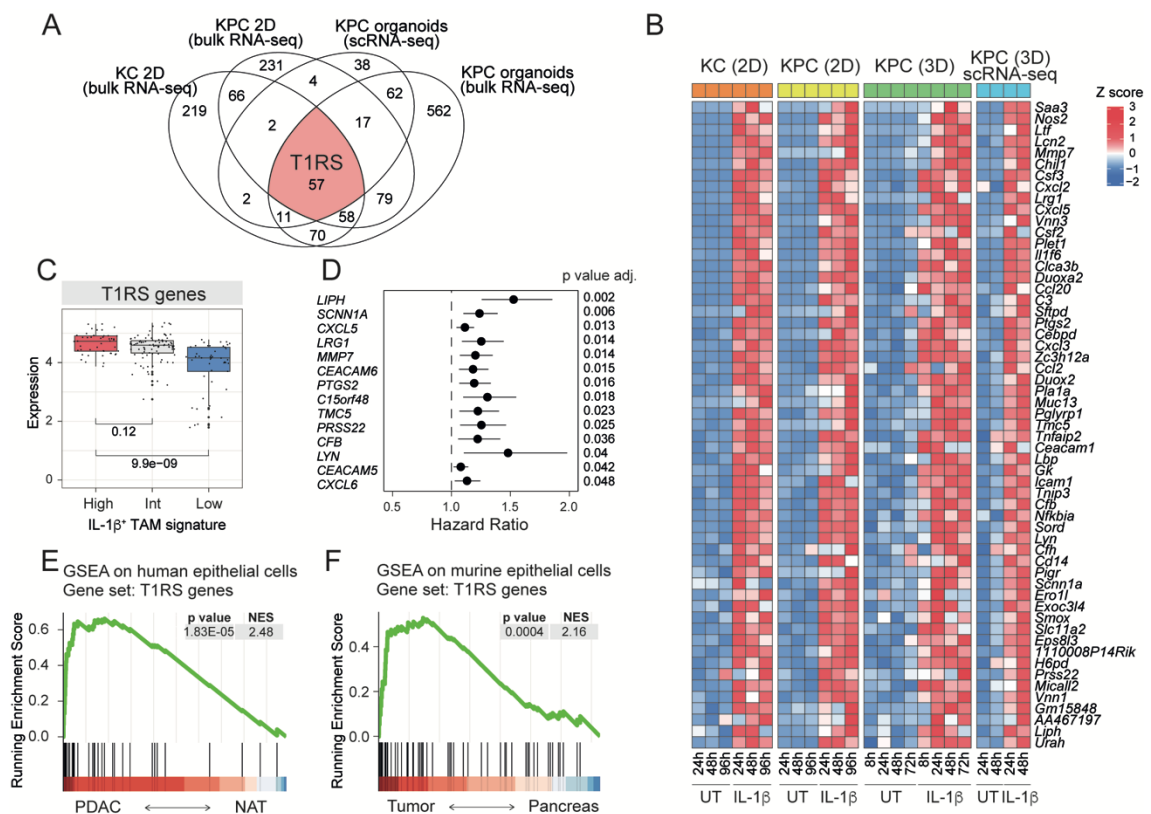 A
KPC 2D
(bulk RNA-seq)
KPC organoids
(scRNA-seq)
KC 2D
(bulk RNA-seq)
KPC organoids
(bulk RNA-seq)
231
4
38
219
66
62
562
2
17
T1RS
57
2
79
11
58
70
B
KC (2D)
KPC (2D)
KPC (3D)
KPC (3D)
scRNA-seq
Z score
3
2
1
0
−1
−2
Saa3
Nos2
Ltf
Lcn2
Mmp7
Chil1
Csf3
Cxcl2
Lrg1
Cxcl5
Vnn3
Csf2
Plet1
Il1f6
Clca3b
Duoxa2
Ccl20
C3
Sftpd
Ptgs2
Cebpd
Cxcl3
Zc3h12a
Ccl2
Duox2
Pla1a
Muc13
Pglyrp1
Tmc5
Tnfaip2
Ceacam1
Lbp
Gk
Icam1
Tnip3
Cfb
Nfkbia
Sord
Lyn
Cfh
Cd14
Pigr
Scnn1a
Ero1l
Exoc3l4
Smox
Slc11a2
Eps8l3
1110008P14Rik
H6pd
Prss22
Micall2
Vnn1
Gm15848
AA467197
Liph
Urah
24h 48h 96h 24h 48h 96h
24h 48h 96h 24h 48h 96h
8h 24h 48h 72h 8h 24h 48h 72h
24h 48h 24h 48h
UT IL-1β
UT IL-1β
UT IL-1β
UT IL-1β
C
T1RS genes
Expression
4
2
0
0.12
9.9e−09
High Int Low
IL-1β⁺ TAM signature
D
p value adj.
LIPH 0.002
SCNN1A 0.006
CXCL5 0.013
LRG1 0.014
MMP7 0.014
CEACAM6 0.015
PTGS2 0.016
C15orf48 0.018
TMC5 0.023
PRSS22 0.025
CFB 0.036
LYN 0.04
CEACAM5 0.042
CXCL6 0.048
0.5 1.0 1.5 2.0
Hazard Ratio
E
GSEA on human epithelial cells
Gene set: T1RS genes
p value NES
1.83E-05 2.48
Running Enrichment Score
0.6
0.4
0.2
0.0
PDAC NAT
F
GSEA on murine epithelial cells
Gene set: T1RS genes
p value NES
0.0004 2.16
Running Enrichment Score
0.4
0.2
0.0
Tumor Pancreas